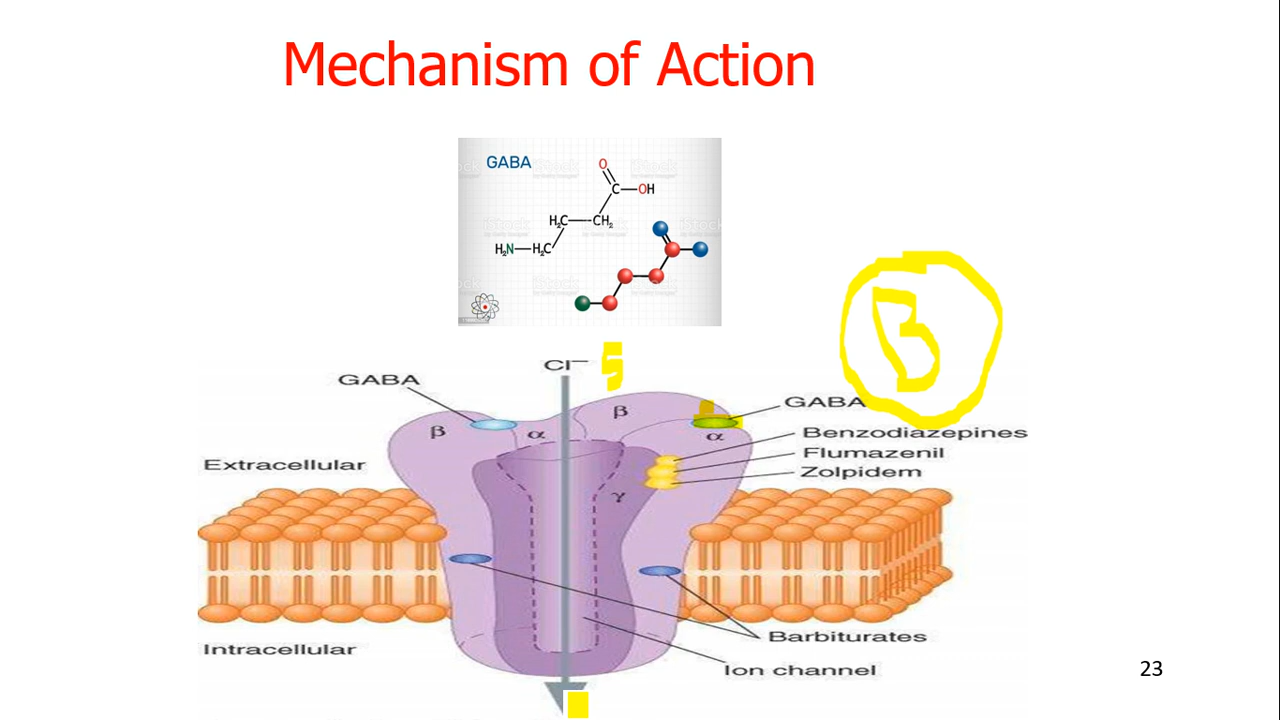 Mechanism of Action
GABA
O
C—OH
H₂C—CH₂
H₂N—H₂C
Cl⁻
GABA
GABA
β
β
α
α
γ
Benzodiazepines
Flumazenil
Zolpidem
Extracellular
Barbiturates
Intracellular
Ion channel
23